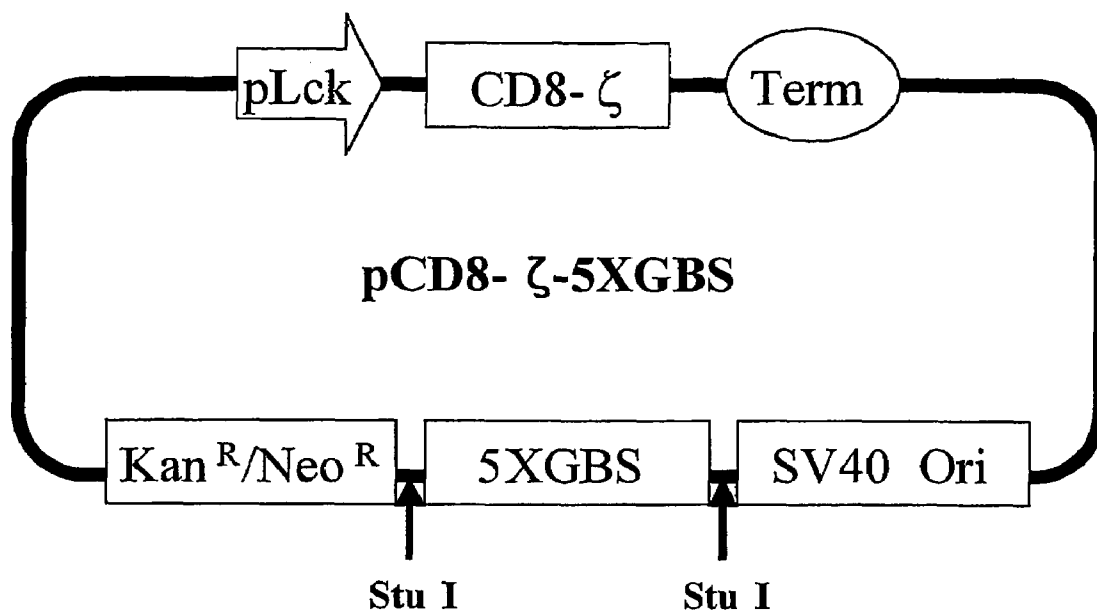 pLck CD8- ζ Term
pCD8- ζ-5XGBS
Kan R/Neo R 5XGBS SV40 Ori
Stu I Stu I